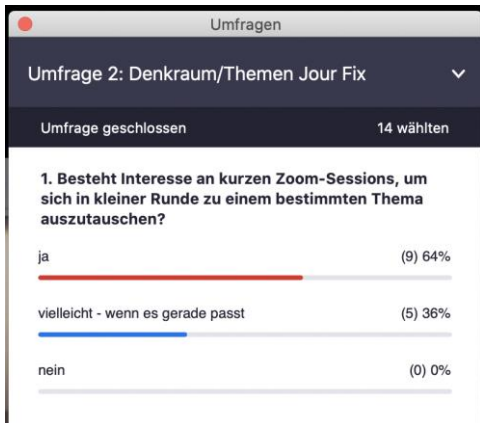 Umfragen
Umfrage 2: Denkraum/Themen Jour Fix
Umfrage geschlossen 14 wählten
1. Besteht Interesse an kurzen Zoom-Sessions, um
sich in kleiner Runde zu einem bestimmten Thema
auszutauschen?
ja (9) 64%
vielleicht - wenn es gerade passt (5) 36%
nein (0) 0%